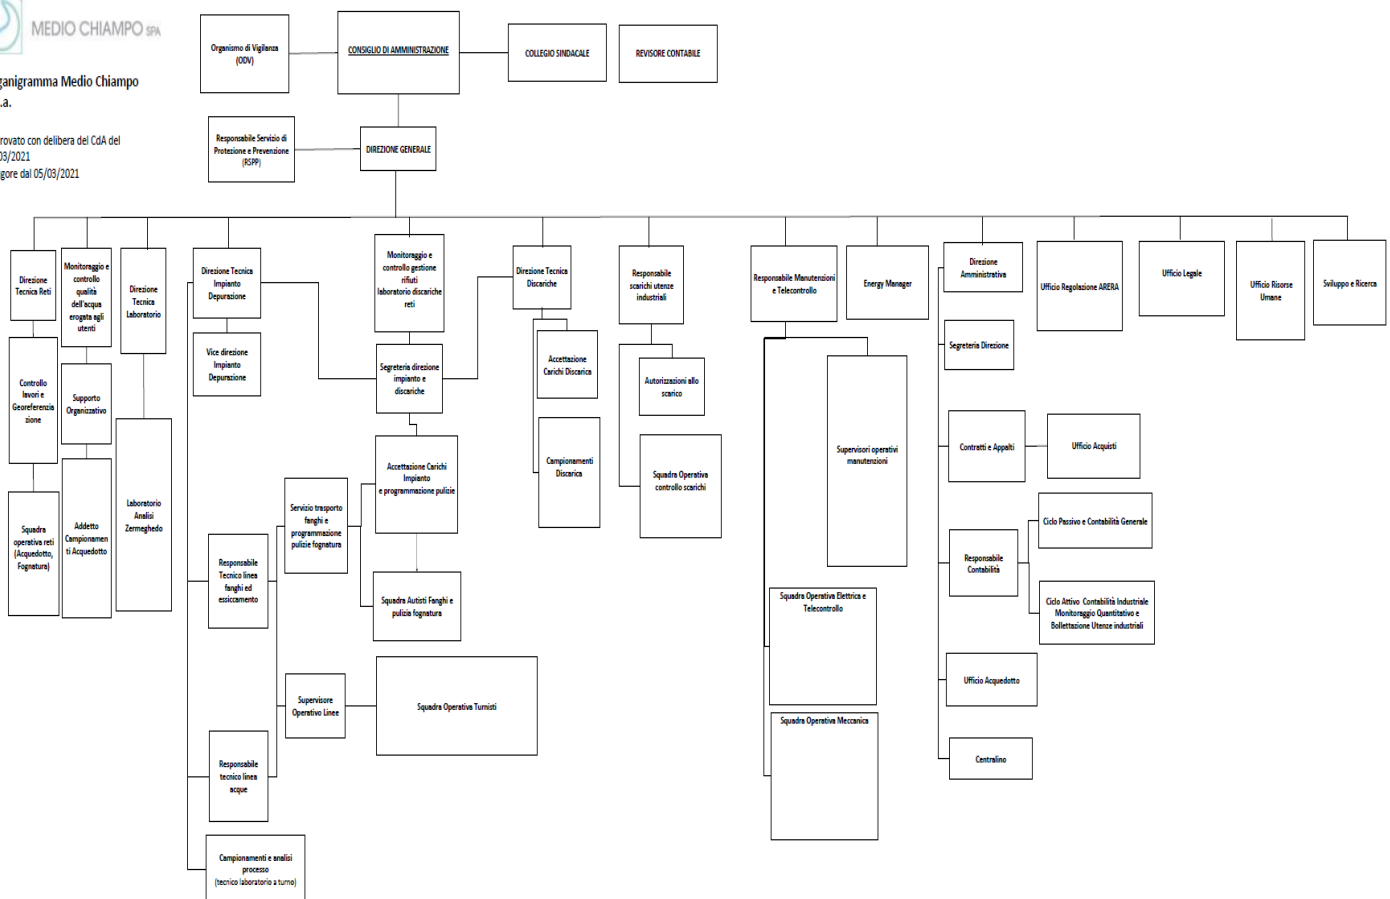 MEDIO CHIAMPO SPA
ganigramma Medio Chiampo
.a.
rovato con delibera del CdA del
03/2021
gore dal 05/03/2021
Organismo di Vigilanza
(ODV)
CONSIGLIO DI AMMINISTRAZIONE
COLLEGIO SINDACALE
REVISORE CONTABILE
Responsabile Servizio di
Protezione e Prevenzione
(RSPP)
DIREZIONE GENERALE
Direzione
Tecnica Reti
Monitoraggio e
controllo
qualità
dell'acqua
erogata agli
utenti
Direzione
Tecnica
Laboratorio
Direzione Tecnica
Impianto
Depurazione
Monitoraggio e
controllo gestione
rifiuti
laboratorio discariche
reti
Direzione Tecnica
Discariche
Responsabile
scarichi utenze
industriali
Responsabile Manutenzioni
e Telecontrollo
Energy Manager
Direzione
Amministrativa
Ufficio Regolazione ARERA
Ufficio Legale
Ufficio Risorse
Umane
Sviluppo e Ricerca
Controllo
lavori e
Georeferenzia
zione
Supporto
Organizzativo
Vice direzione
Impianto
Depurazione
Segreteria direzione
impianto e
discariche
Accettazione
Carichi Discarica
Autorizzazioni allo
scarico
Segreteria Direzione
Squadra
operativa reti
(Acquedotto,
Fognatura)
Addetto
Campionamen
ti Acquedotto
Laboratorio
Analisi
Zermeghedo
Accettazione Carichi
Impianto
e programmazione pulizie
Campionamenti
Discarica
Squadra Operativa
controllo scarichi
Supervisori operativi
manutenzioni
Contratti e Appalti
Ufficio Acquisti
Servizio trasporto
fanghi e
programmazione
pulizie fognatura
Responsabile
Tecnico linea
fanghi ed
essiccamento
Squadra Autisti Fanghi e
pulizia fognatura
Squadra Operativa Elettrica e
Telecontrollo
Responsabile
Contabilità
Ciclo Passivo e Contabilità Generale
Ciclo Attivo Contabilità Industriale
Monitoraggio Quantitativo e
Bollettazione Utenze industriali
Supervisore
Operativo Linee
Squadra Operativa Turnisti
Squadra Operativa Meccanica
Ufficio Acquedotto
Responsabile
tecnico linea
acque
Centralino
Campionamenti e analisi
processo
(tecnico laboratorio a turno)